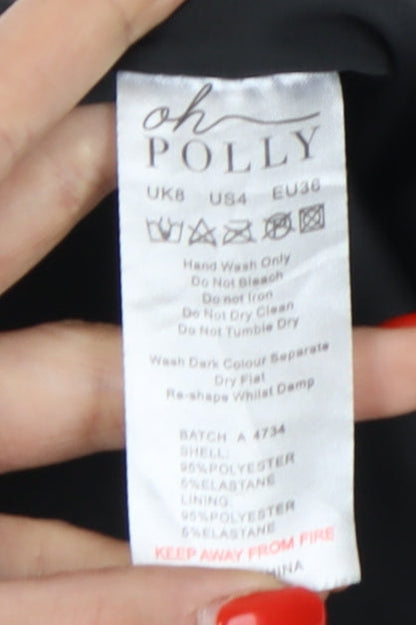 oh
POLLY
UK8 US4 EU36
Hand Wash Only
Do Not Bleach
Do not Iron
Do Not Dry Clean
Do Not Tumble Dry
Wash Dark Colour Separate
Dry Flat
Re-shape Whilst Damp
BATCH A 4734
SHELL:
95%POLYESTER
5%ELASTANE
LINING:
95%POLYESTER
5%ELASTANE
KEEP AWAY FROM FIRE
HINA